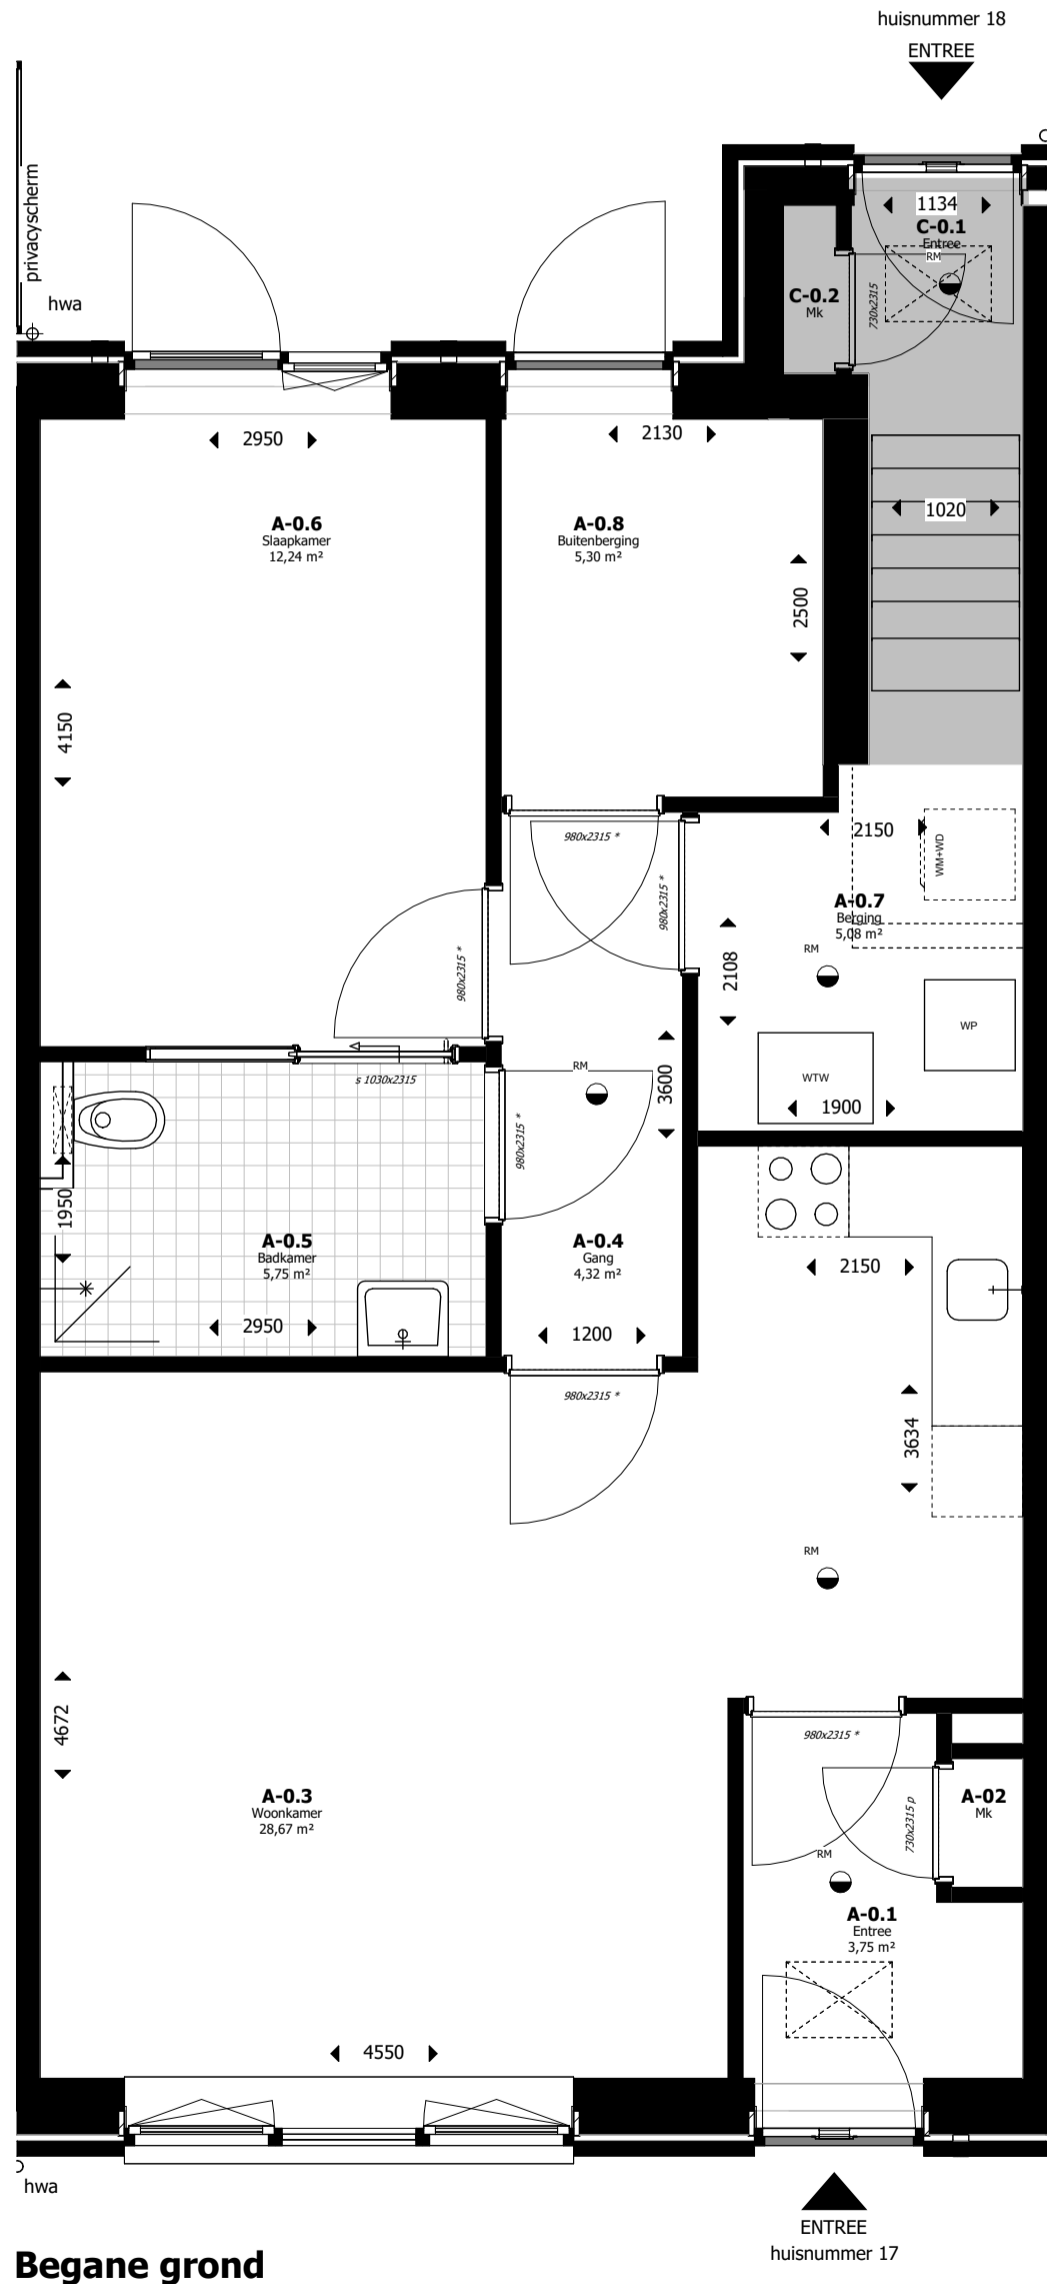 huisnummer 18
ENTREE
privacyscherm
hwa
1134
C-0.1
Entree
RM
C-0.2
Mk
730x2315
2950
2130
1020
A-0.6
Slaapkamer
12,24 m²
A-0.8
Buitenberging
5,30 m²
2500
4150
980x2315 *
980x2315 *
2150
WM+WD
A-0.7
Berging
5,08 m²
RM
2108
980x2315 *
WP
WTW
1900
s 1030x2315
RM
3600
980x2315 *
1950
A-0.5
Badkamer
5,75 m²
A-0.4
Gang
4,32 m²
2150
2950
1200
980x2315 *
3634
RM
4672
980x2315 *
A-0.3
Woonkamer
28,67 m²
A-02
Mk
730x2315 p
RM
A-0.1
Entree
3,75 m²
4550
hwa
ENTREE
huisnummer 17
Begane grond